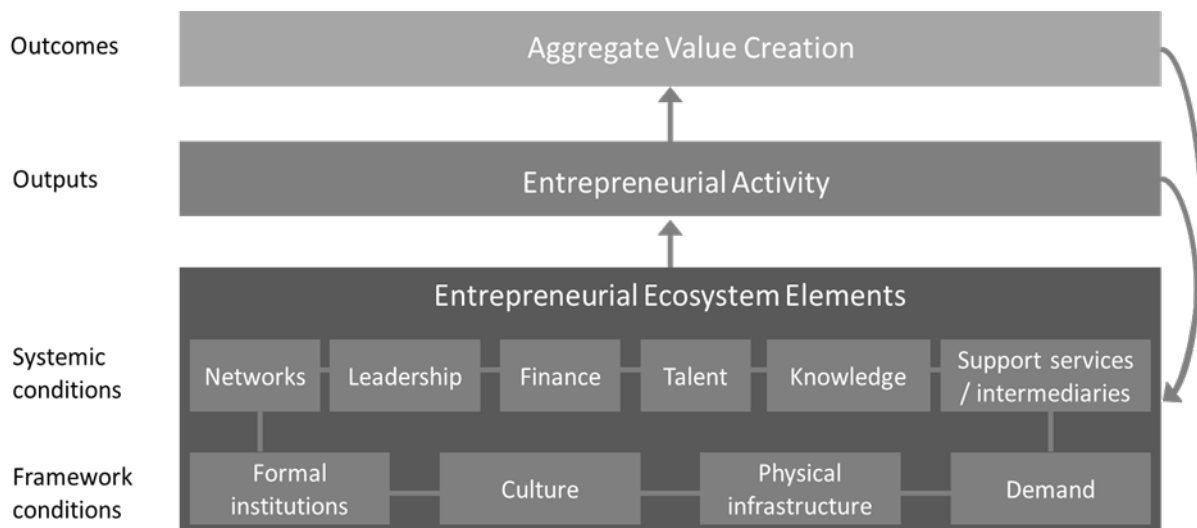 Outcomes
Aggregate Value Creation
Outputs
Entrepreneurial Activity
Entrepreneurial Ecosystem Elements
Systemic
conditions
Networks
Leadership
Finance
Talent
Knowledge
Support services
/ intermediaries
Framework
conditions
Formal
institutions
Culture
Physical
infrastructure
Demand